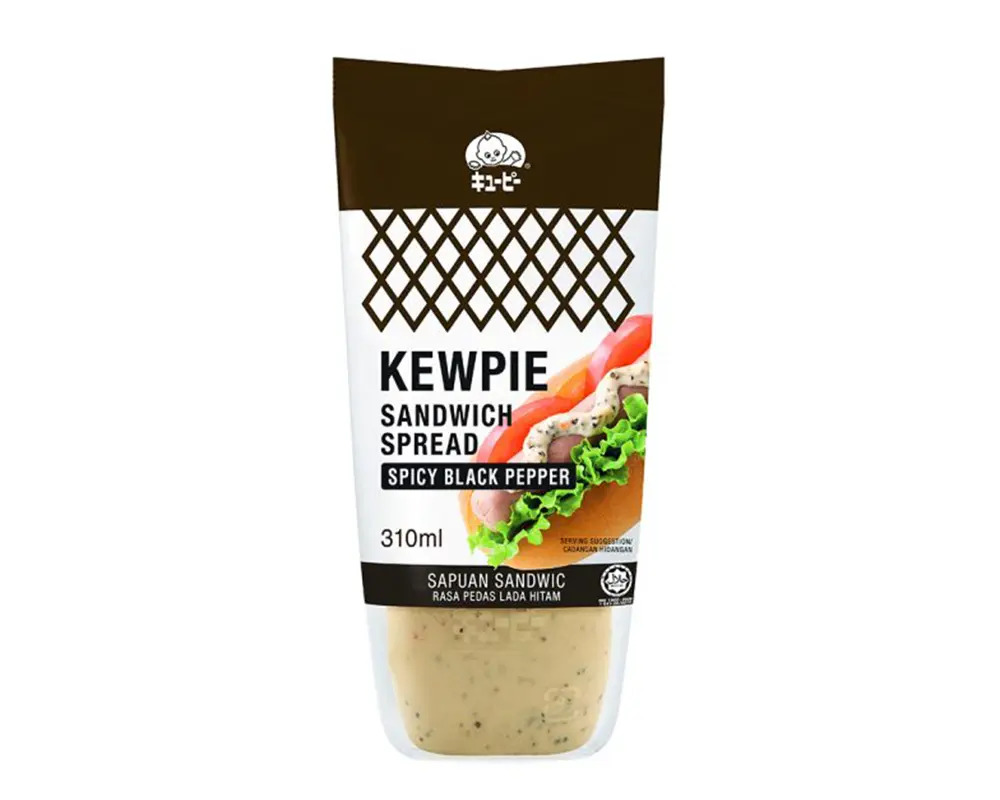 キューピー
KEWPIE
SANDWICH
SPREAD
SPICY BLACK PEPPER
310ml
SERVING SUGGESTION/
CADANGAN HIDANGAN
SAPUAN SANDWIC
RASA PEDAS LADA HITAM